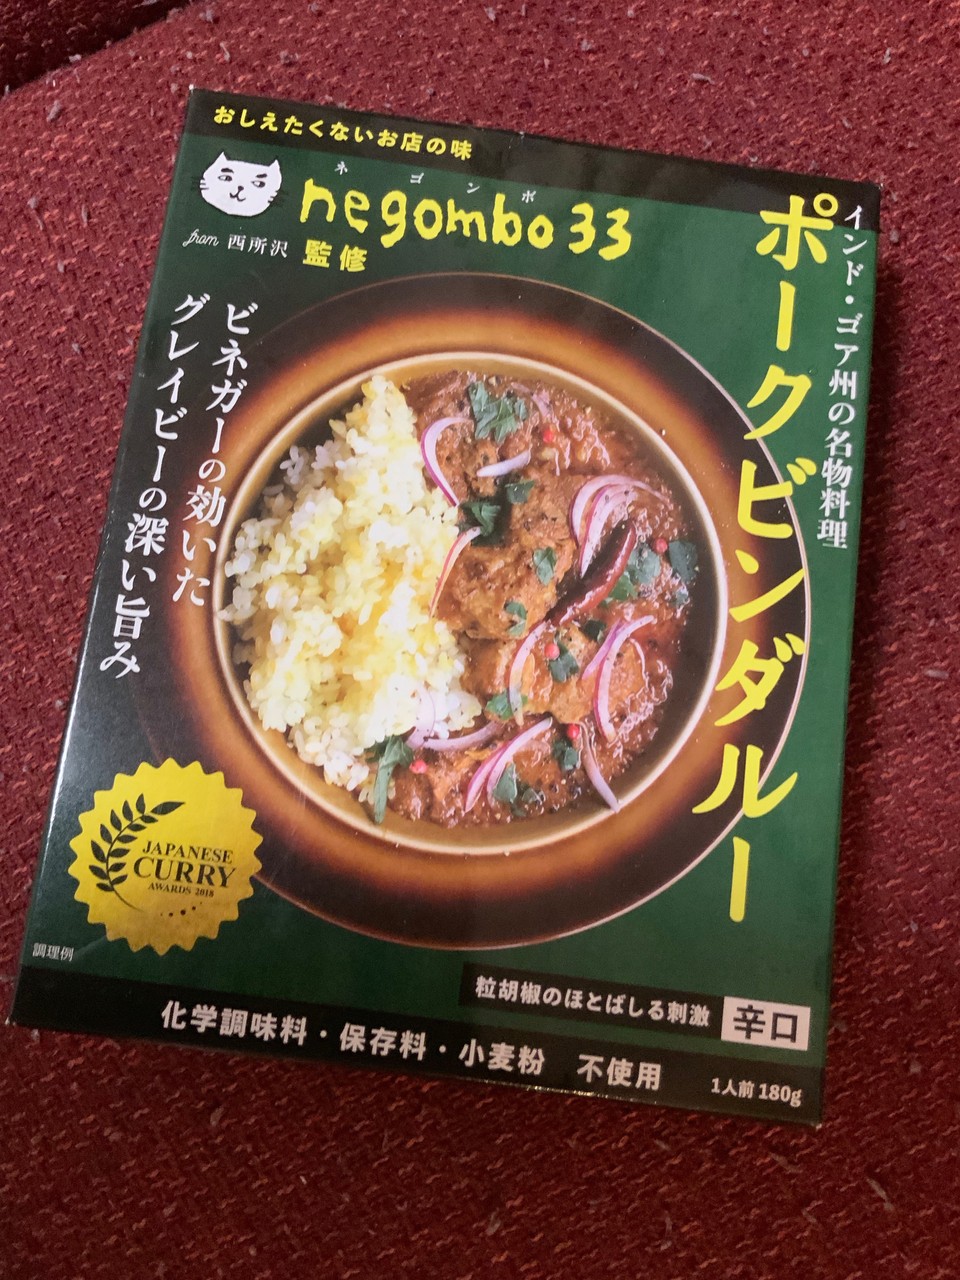 おしえたくないお店の味
ネゴンボ
negombo33
from 西所沢 監修
インド・ゴア州の名物料理
ポークビンダルー
ビネガーの効いた
グレイビーの深い旨み
JAPANESE
CURRY
AWARDS 2018
調理例
粒胡椒のほとばしる刺激 辛口
化学調味料・保存料・小麦粉 不使用
1人前 180g